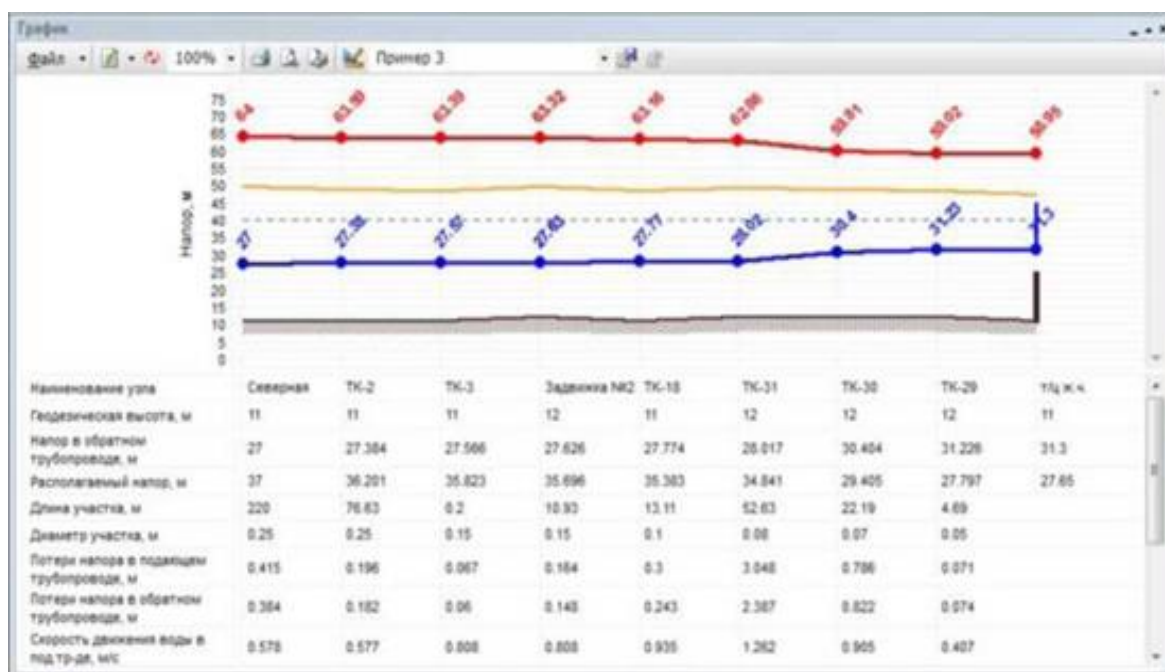 График
Файл 100% Пример 3
75
70
65
60
55
50
45
40
35
30
25
20
15
10
5
0
Напор, м
64 63.59 63.39 63.32 63.16 62.86 59.81 59.02 58.95
27 27.38 27.57 27.63 27.77 28.02 30.4 31.23 31.3
Наименование узла Северная ТК-2 ТК-3 Задвижка №2 ТК-18 ТК-31 ТК-30 ТК-29 т/ц ж.ч.
Геодезическая высота, м 11 11 11 12 11 12 12 12 11
Напор в обратном
трубопроводе, м 27 27.384 27.566 27.626 27.774 28.017 30.404 31.226 31.3
Располагаемый напор, м 37 36.201 35.823 35.696 35.383 34.841 29.405 27.797 27.65
Длина участка, м 220 76.63 0.2 10.93 13.11 52.63 22.19 4.69
Диаметр участка, м 0.25 0.25 0.15 0.15 0.1 0.08 0.07 0.05
Потери напора в подающем
трубопроводе, м 0.415 0.196 0.067 0.164 0.3 3.048 0.786 0.071
Потери напора в обратном
трубопроводе, м 0.384 0.182 0.06 0.148 0.243 2.387 0.822 0.074
Скорость движения воды в
под.тр-де, м/с 0.578 0.577 0.808 0.808 0.935 1.262 0.905 0.407